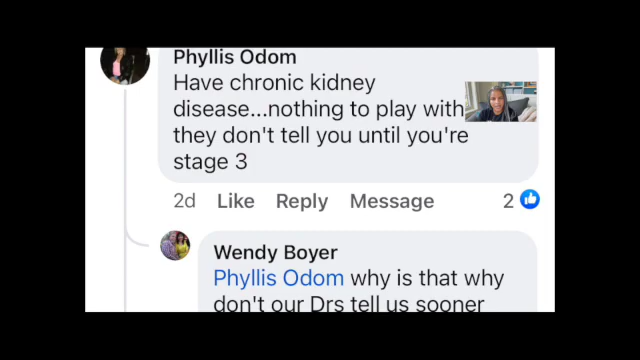 Phyllis Odom
Have chronic kidney
disease...nothing to play with
they don't tell you until you're
stage 3
2d Like Reply Message 2
Wendy Boyer
Phyllis Odom why is that why
don't our Drs tell us sooner